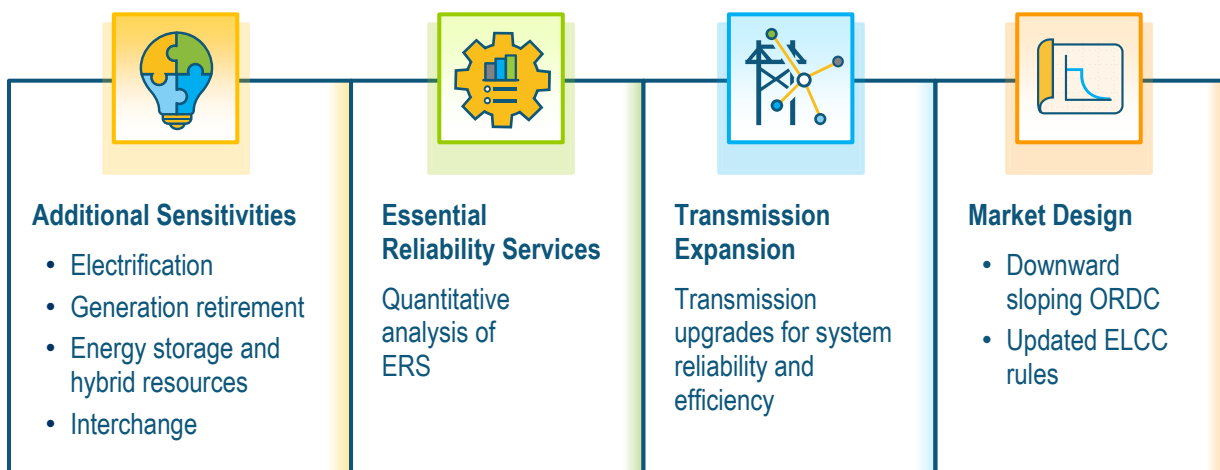 Additional Sensitivities
• Electrification
• Generation retirement
• Energy storage and
hybrid resources
• Interchange
Essential
Reliability Services
Quantitative
analysis of
ERS
Transmission
Expansion
Transmission
upgrades for system
reliability and
efficiency
Market Design
• Downward
sloping ORDC
• Updated ELCC
rules